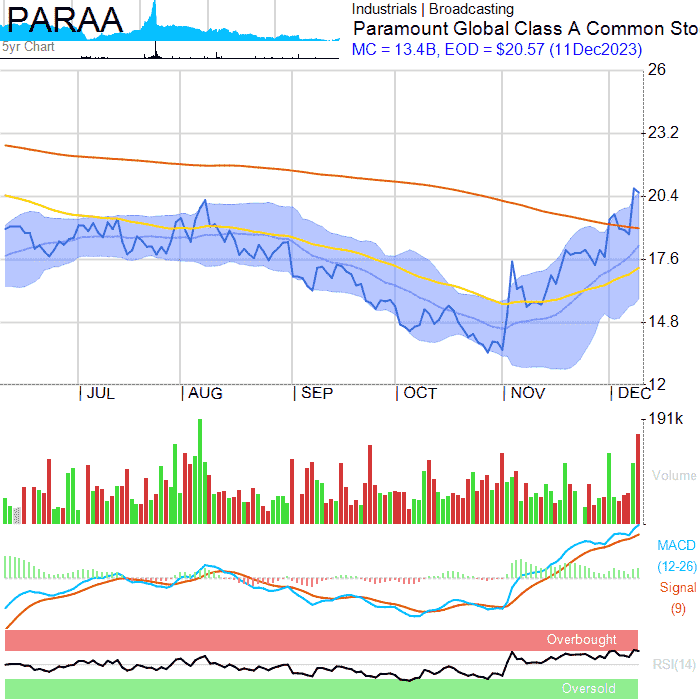 PARAA
5yr Chart
Industrials | Broadcasting
Paramount Global Class A Common Sto
MC = 13.4B, EOD = $20.57 (11Dec2023)
26
23.2
20.4
17.6
14.8
12
JUL AUG SEP OCT NOV DEC
191k
Volume
MACD
(12-26)
Signal
(9)
Overbought
RSI(14)
Oversold